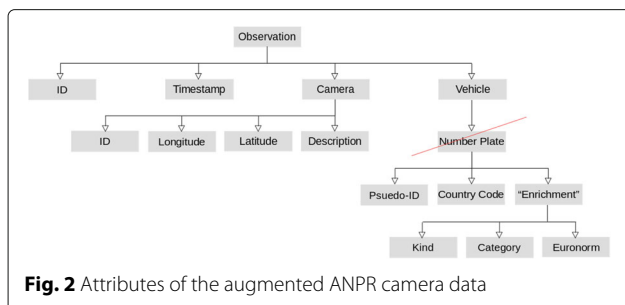 Observation
ID Timestamp Camera Vehicle
ID Longitude Latitude Description Number Plate
Psuedo-ID Country Code "Enrichment"
Kind Category Euronorm
Fig. 2 Attributes of the augmented ANPR camera data